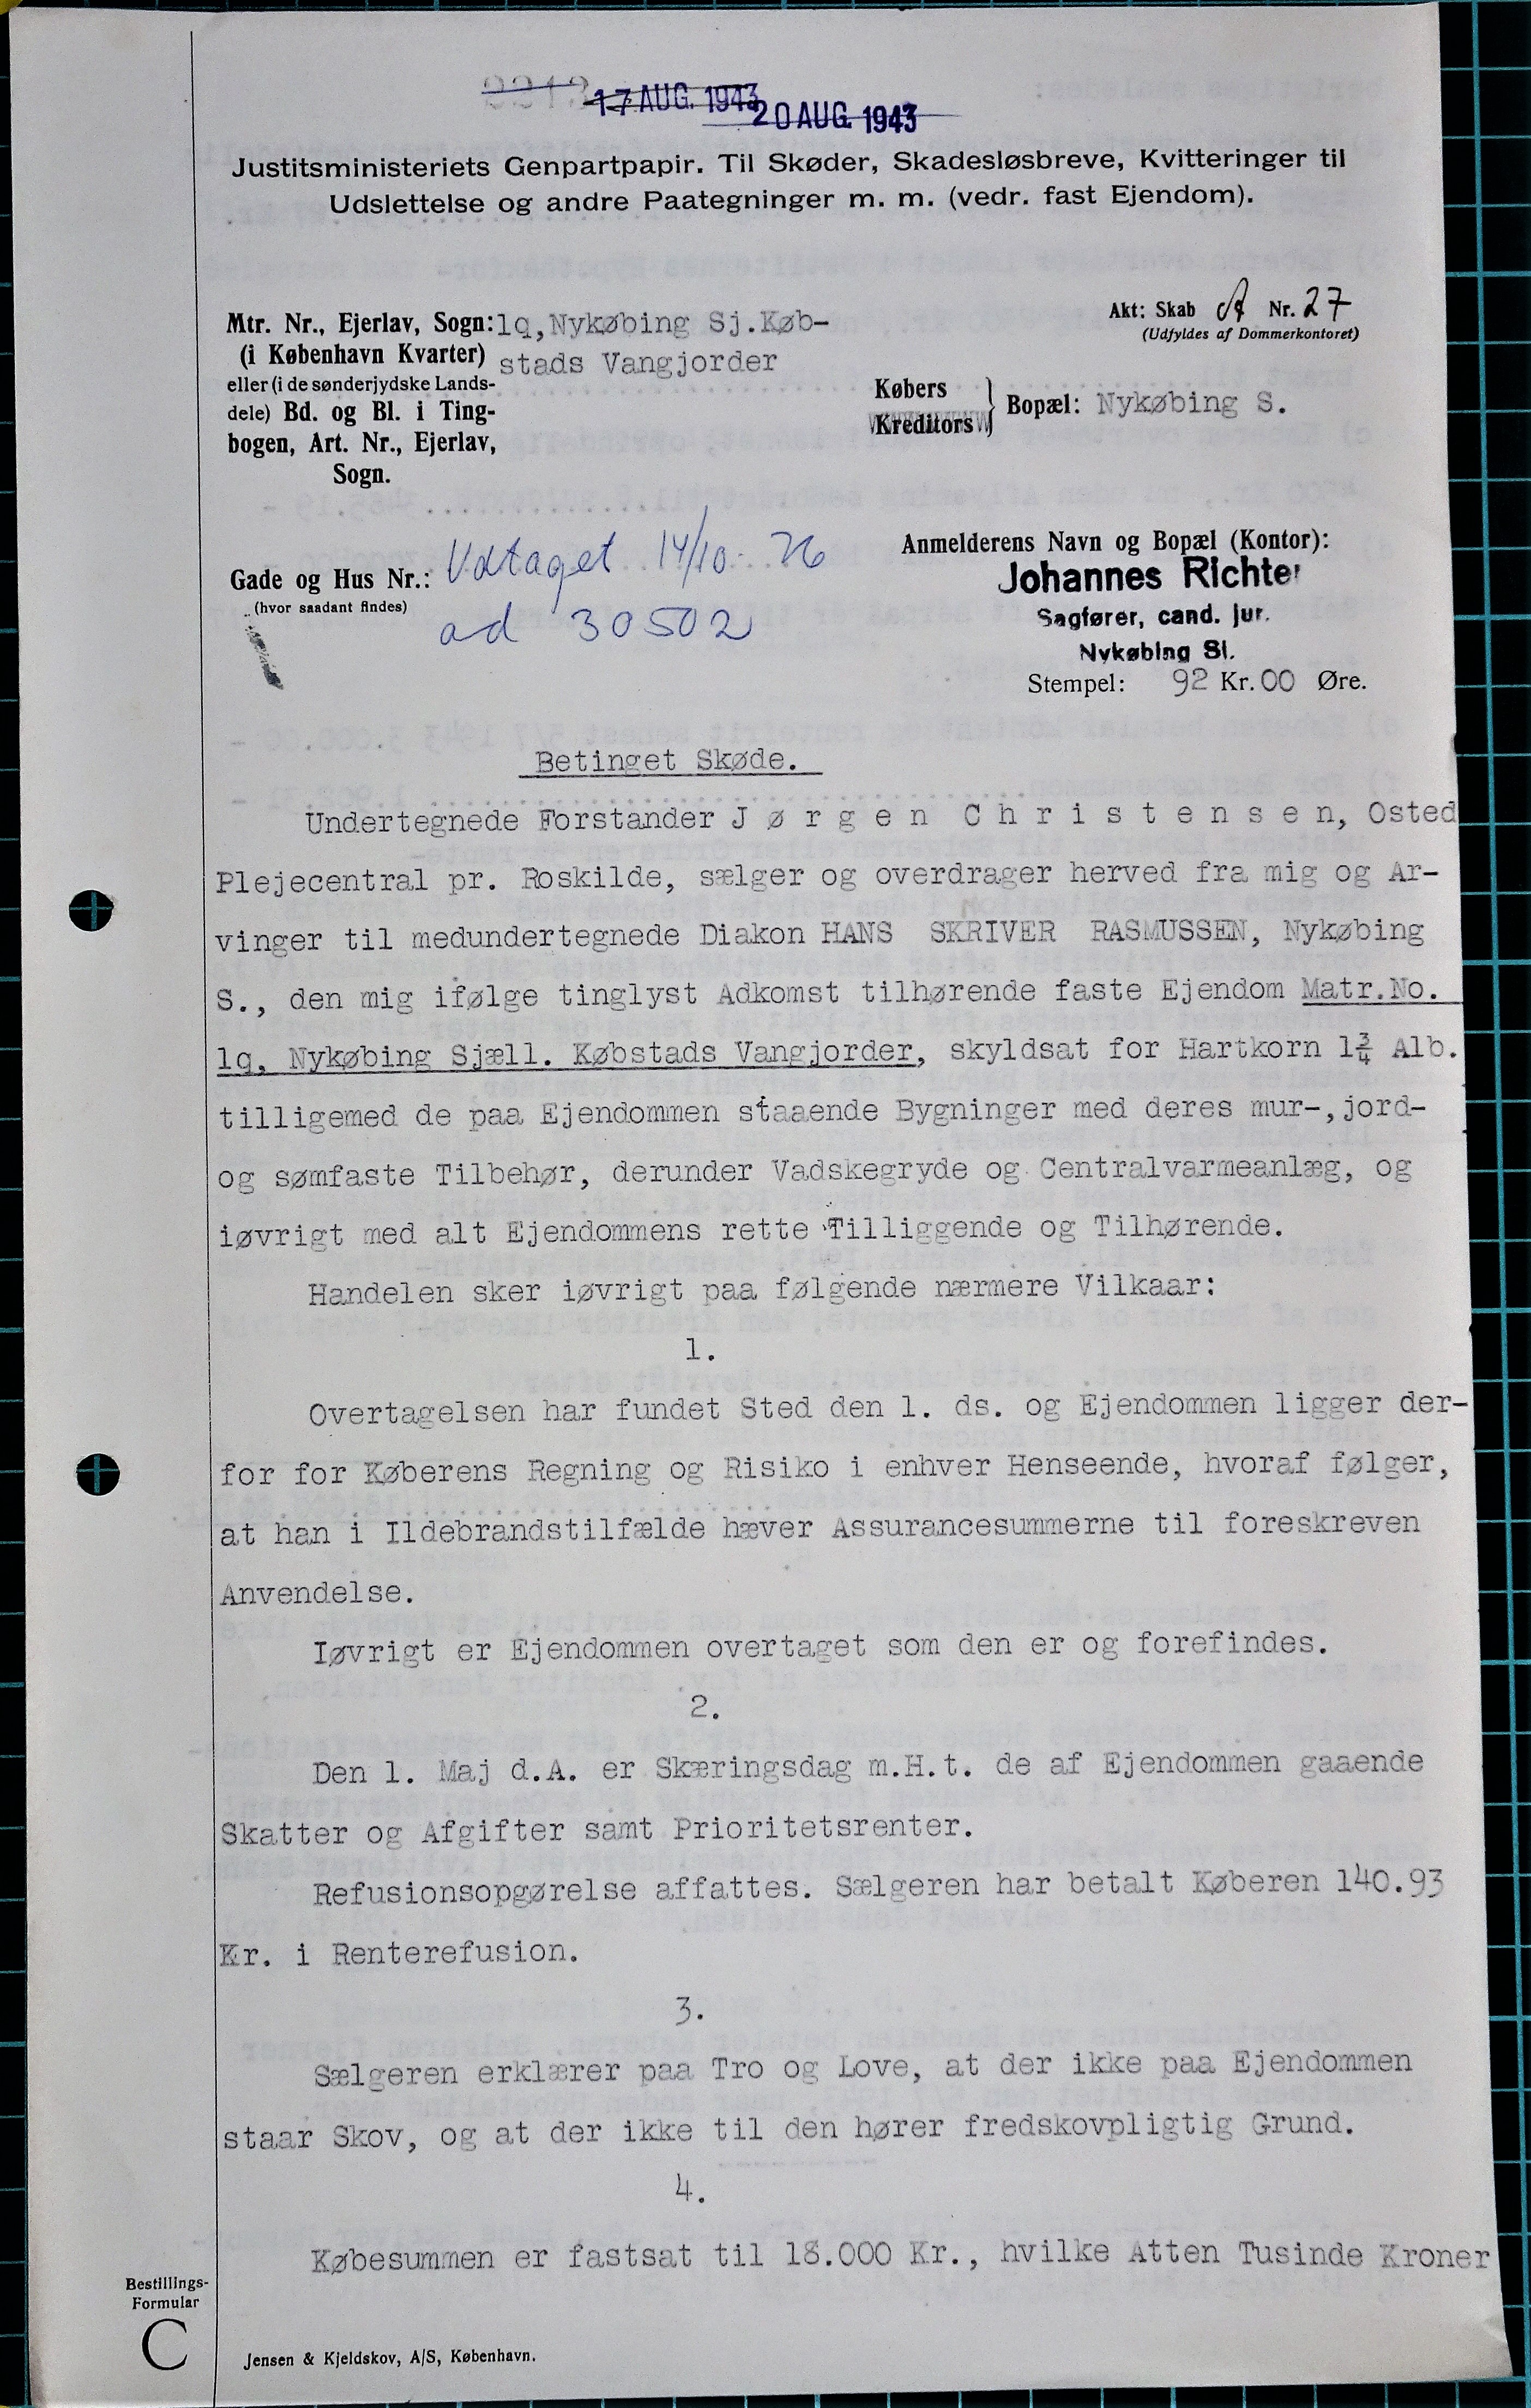 17 AUG. 1943
20 AUG. 1943
Justitsministeriets Genpartpapir. Til Skøder, Skadesløsbreve, Kvitteringer til
Udslettelse og andre Paategninger m. m. (vedr. fast Ejendom).
Mtr. Nr., Ejerlav, Sogn: 1q, Nykøbing Sj. Køb-
(i København Kvarter) stads Vangjorder
eller (i de sønderjydske Lands-
dele) Bd. og Bl. i Ting-
bogen, Art. Nr., Ejerlav,
Sogn.
Akt: Skab A Nr. 27
(Udfyldes af Dommerkontoret)
Købers
Kreditors } Bopæl: Nykøbing S.
Gade og Hus Nr.: Udtaget 14/10-76
(hvor saadant findes)
ad 30502
Anmelderens Navn og Bopæl (Kontor):
Johannes Richter
Sagfører, cand. jur.
Nykøbing Sl.
Stempel: 92 Kr. 00 Øre.
Betinget Skøde.
Undertegnede Forstander J ø r g e n C h r i s t e n s e n, Osted
Plejecentral pr. Roskilde, sælger og overdrager herved fra mig og Ar-
vinger til medundertegnede Diakon HANS SKRIVER RASMUSSEN, Nykøbing
S., den mig ifølge tinglyst Adkomst tilhørende faste Ejendom Matr.No.
1q, Nykøbing Sjæll. Købstads Vangjorder, skyldsat for Hartkorn 1¾ Alb.
tilligemed de paa Ejendommen staaende Bygninger med deres mur-, jord-
og sømfaste Tilbehør, derunder Vadskegryde og Centralvarmeanlæg, og
iøvrigt med alt Ejendommens rette Tilliggende og Tilhørende.
Handelen sker iøvrigt paa følgende nærmere Vilkaar:
1.
Overtagelsen har fundet Sted den 1. ds. og Ejendommen ligger der-
for for Køberens Regning og Risiko i enhver Henseende, hvoraf følger,
at han i Ildebrandstilfælde hæver Assurancesummerne til foreskreven
Anvendelse.
Iøvrigt er Ejendommen overtaget som den er og forefindes.
2.
Den 1. Maj d.A. er Skæringsdag m.H.t. de af Ejendommen gaaende
Skatter og Afgifter samt Prioritetsrenter.
Refusionsopgørelse affattes. Sælgeren har betalt Køberen 140.93
Kr. i Renterefusion.
3.
Sælgeren erklærer paa Tro og Love, at der ikke paa Ejendommen
staar Skov, og at der ikke til den hører fredskovpligtig Grund.
4.
Købesummen er fastsat til 18.000 Kr., hvilke Atten Tusinde Kroner
Bestillings-
Formular
C
Jensen & Kjeldskov, A/S, København.